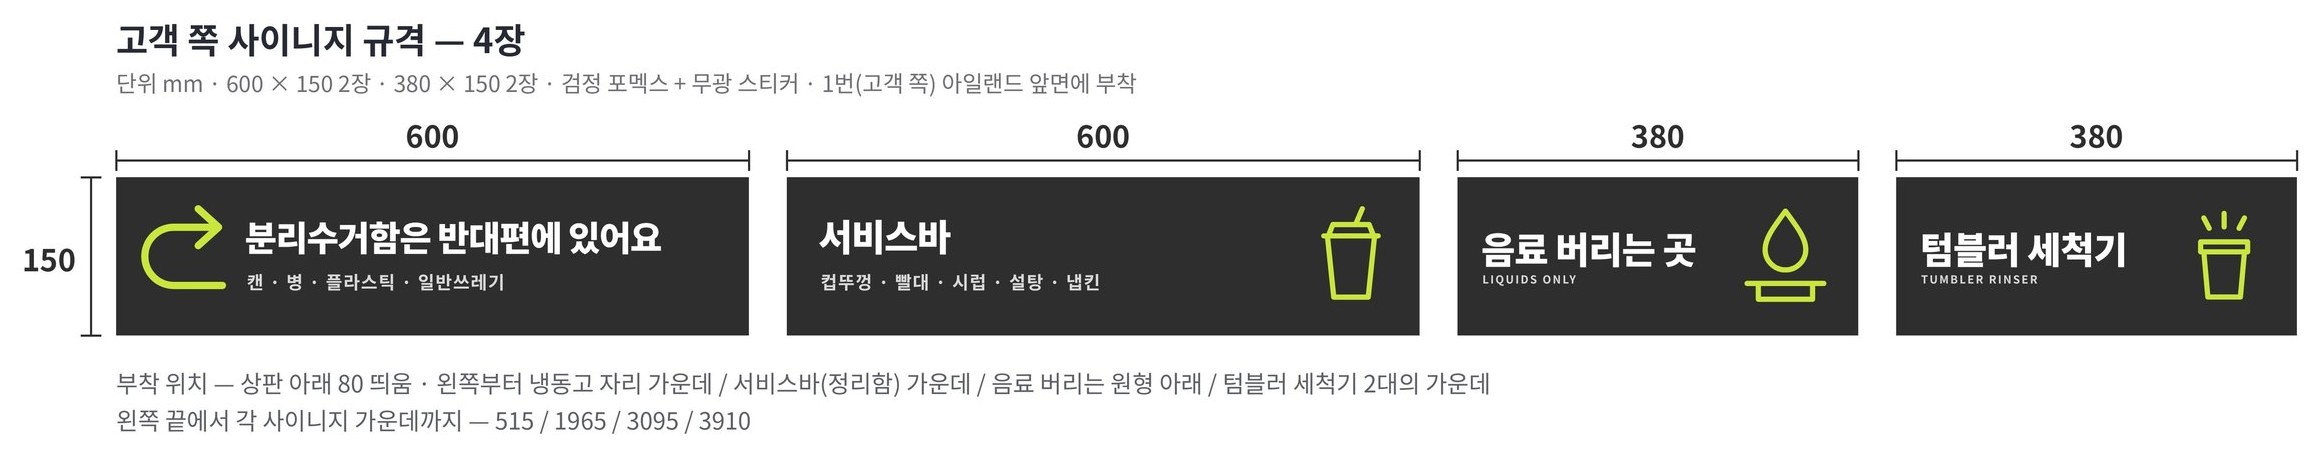 고객 쪽 사이니지 규격 — 4장
단위 mm · 600 × 150 2장 · 380 × 150 2장 · 검정 포멕스 + 무광 스티커 · 1번(고객 쪽) 아일랜드 앞면에 부착
600
600
380
380
150
분리수거함은 반대편에 있어요
캔 · 병 · 플라스틱 · 일반쓰레기
서비스바
컵뚜껑 · 빨대 · 시럽 · 설탕 · 냅킨
음료 버리는 곳
LIQUIDS ONLY
텀블러 세척기
TUMBLER RINSER
부착 위치 — 상판 아래 80 띄움 · 왼쪽부터 냉동고 자리 가운데 / 서비스바(정리함) 가운데 / 음료 버리는 원형 아래 / 텀블러 세척기 2대의 가운데
왼쪽 끝에서 각 사이니지 가운데까지 — 515 / 1965 / 3095 / 3910